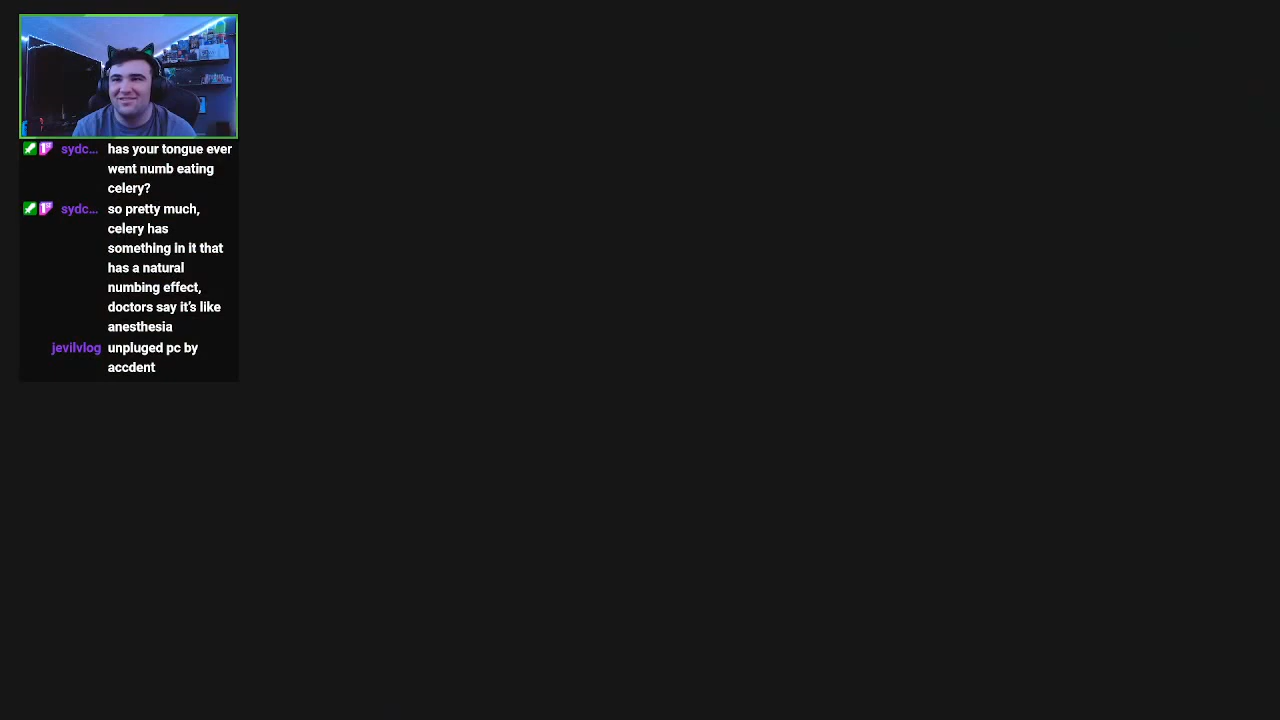 sydc... has your tongue ever
went numb eating
celery?
sydc... so pretty much,
celery has
something in it that
has a natural
numbing effect,
doctors say it's like
anesthesia
jevilvlog unpluged pc by
accdent